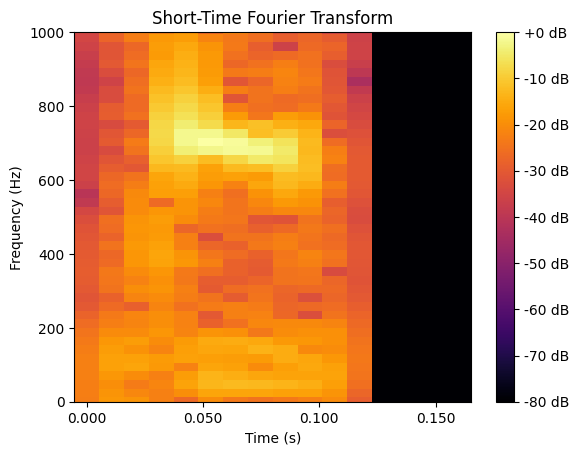 Short-Time Fourier Transform
1000
800
600
400
200
0
Frequency (Hz)
0.000
0.050
0.100
0.150
Time (s)
+0 dB
-10 dB
-20 dB
-30 dB
-40 dB
-50 dB
-60 dB
-70 dB
-80 dB